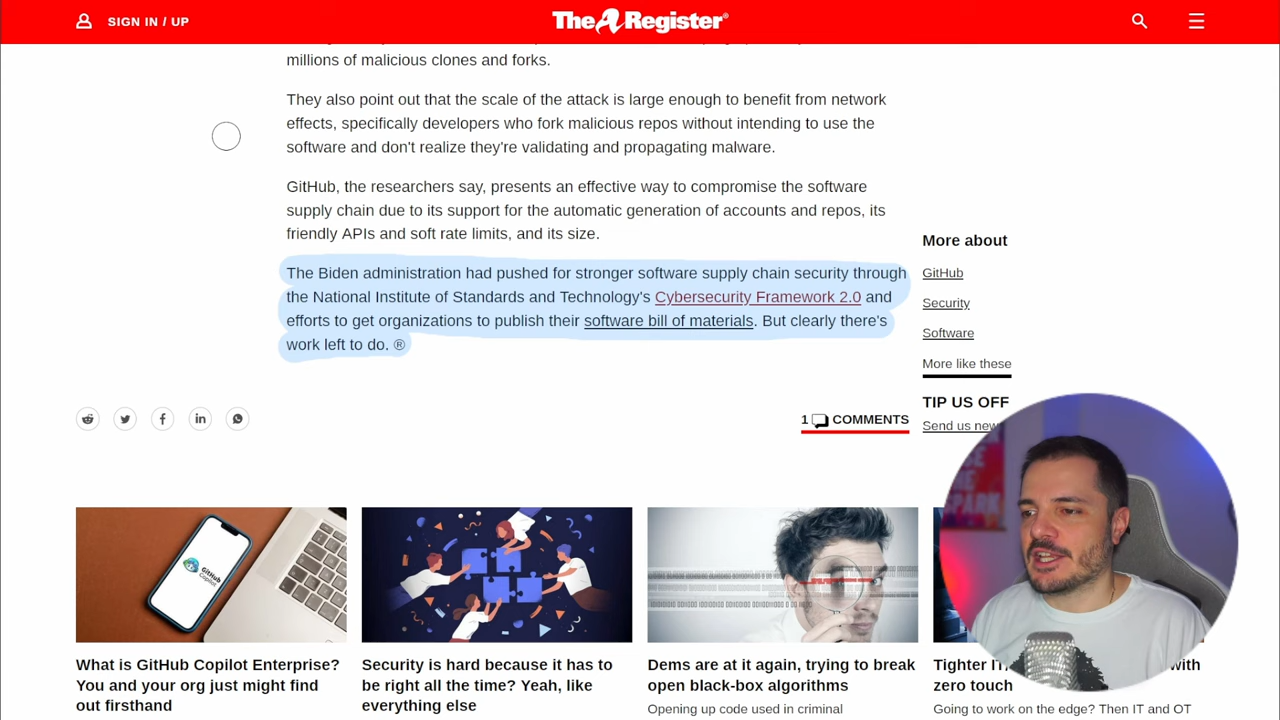 SIGN IN / UP
The A Register®
millions of malicious clones and forks.
They also point out that the scale of the attack is large enough to benefit from network
effects, specifically developers who fork malicious repos without intending to use the
software and don't realize they're validating and propagating malware.
GitHub, the researchers say, presents an effective way to compromise the software
supply chain due to its support for the automatic generation of accounts and repos, its
friendly APIs and soft rate limits, and its size.
The Biden administration had pushed for stronger software supply chain security through
the National Institute of Standards and Technology's Cybersecurity Framework 2.0 and
efforts to get organizations to publish their software bill of materials. But clearly there's
work left to do. ®
More about
GitHub
Security
Software
More like these
TIP US OFF
Send us
1 COMMENTS
GitHub
Copilot
What is GitHub Copilot Enterprise?
You and your org just might find
out firsthand
Security is hard because it has to
be right all the time? Yeah, like
everything else
Dems are at it again, trying to break
open black-box algorithms
Opening up code used in criminal
Tighter with
zero touch
Going to work on the edge? Then IT and OT